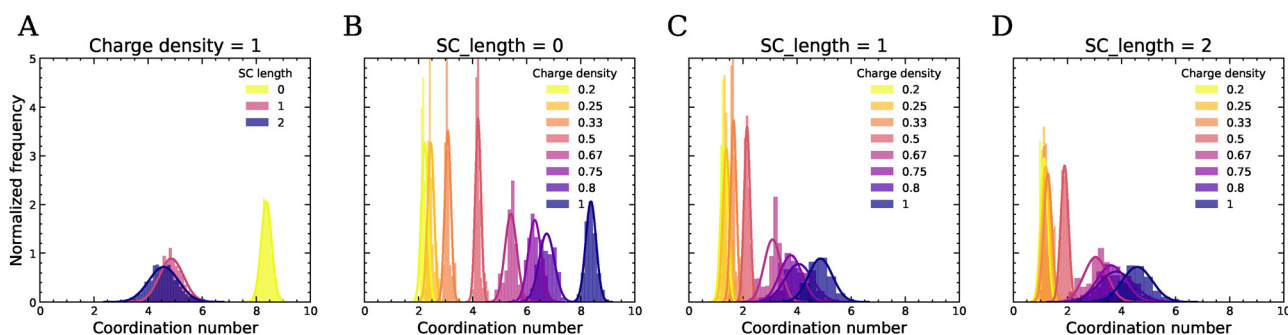 A
Charge density = 1
5
4
3
2
1
0
Normalized frequency
SC length
0
1
2
0 2 4 6 8 10
Coordination number
B
SC_length = 0
Charge density
0.2
0.25
0.33
0.5
0.67
0.75
0.8
1
0 2 4 6 8 10
Coordination number
C
SC_length = 1
Charge density
0.2
0.25
0.33
0.5
0.67
0.75
0.8
1
0 2 4 6 8 10
Coordination number
D
SC_length = 2
Charge density
0.2
0.25
0.33
0.5
0.67
0.75
0.8
1
0 2 4 6 8 10
Coordination number